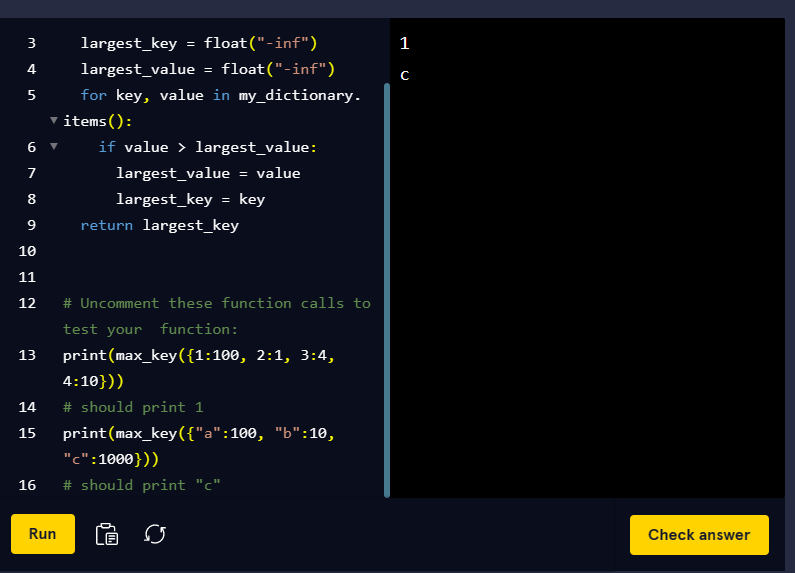 3 largest_key = float("-inf")
4 largest_value = float("-inf")
5 for key, value in my_dictionary.
items():
6 if value > largest_value:
7 largest_value = value
8 largest_key = key
9 return largest_key
10
11
12 # Uncomment these function calls to
test your  function:
13 print(max_key({1:100, 2:1, 3:4,
4:10}))
14 # should print 1
15 print(max_key({"a":100, "b":10,
"c":1000}))
16 # should print "c"
1
c
Run
Check answer